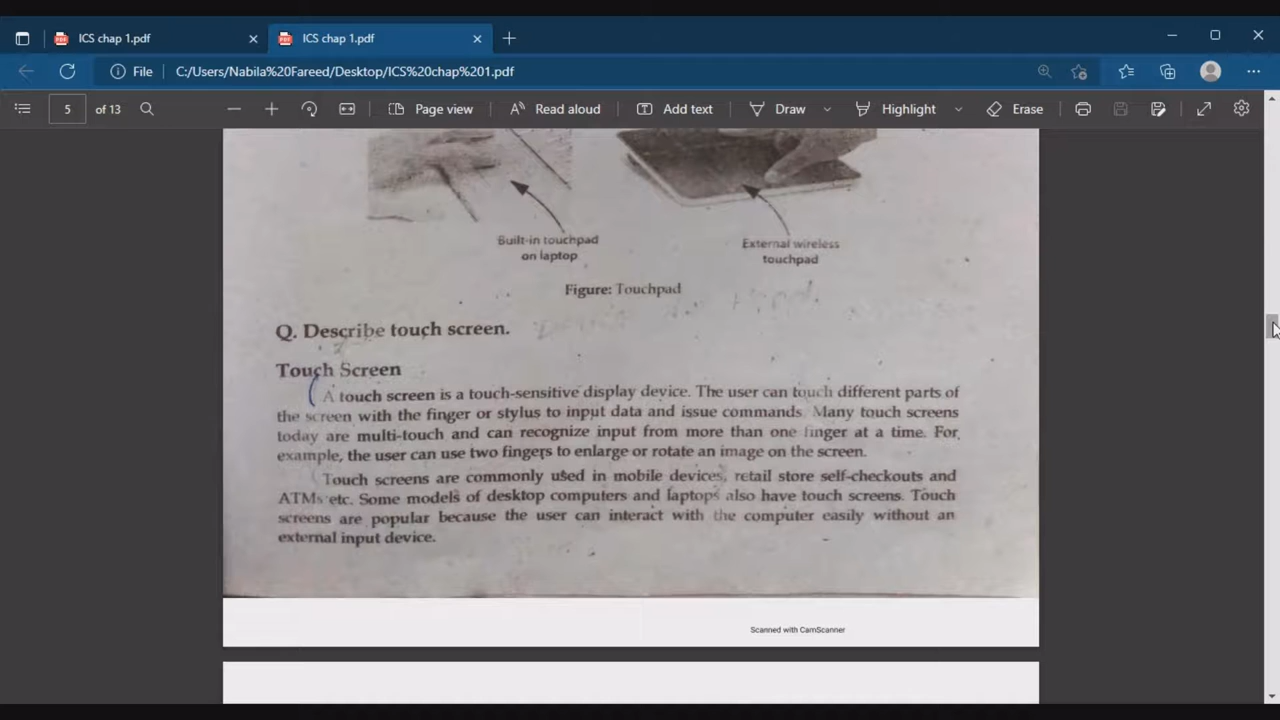 ICS chap 1.pdf
ICS chap 1.pdf
File C:/Users/Nabila%20Fareed/Desktop/ICS%20chap%201.pdf
5 of 13 Page view Read aloud Add text Draw Highlight Erase
Built-in touchpad
on laptop
External wireless
touchpad
Figure: Touchpad
Q. Describe touch screen.
Touch Screen
A touch screen is a touch-sensitive display device. The user can touch different parts of
the screen with the finger or stylus to input data and issue commands. Many touch screens
today are multi-touch and can recognize input from more than one finger at a time. For
example, the user can use two fingers to enlarge or rotate an image on the screen.
Touch screens are commonly used in mobile devices, retail store self-checkouts and
ATMs etc. Some models of desktop computers and laptops also have touch screens. Touch
screens are popular because the user can interact with the computer easily without an
external input device.
Scanned with CamScanner